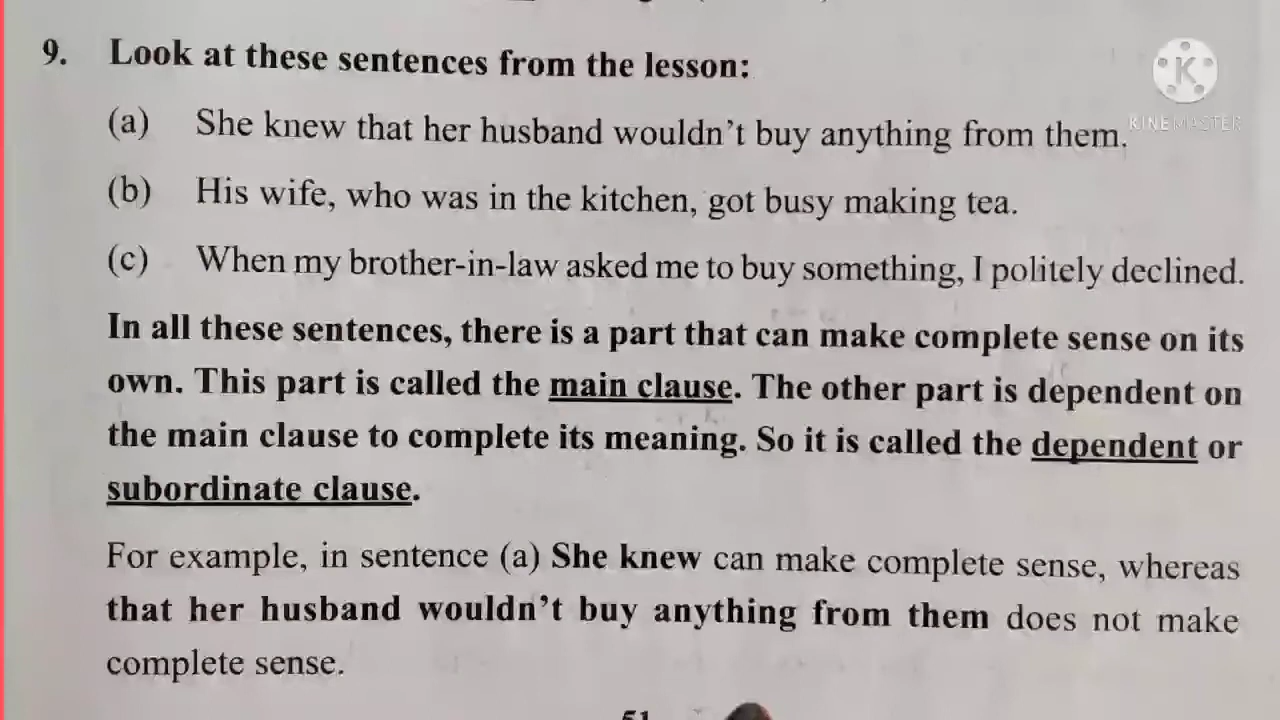 9. Look at these sentences from the lesson:
(a) She knew that her husband wouldn't buy anything from them.
KINEMASTER
(b) His wife, who was in the kitchen, got busy making tea.
(c) When my brother-in-law asked me to buy something, I politely declined.
In all these sentences, there is a part that can make complete sense on its
own. This part is called the main clause. The other part is dependent on
the main clause to complete its meaning. So it is called the dependent or
subordinate clause.
For example, in sentence (a) She knew can make complete sense, whereas
that her husband wouldn't buy anything from them does not make
complete sense.
51